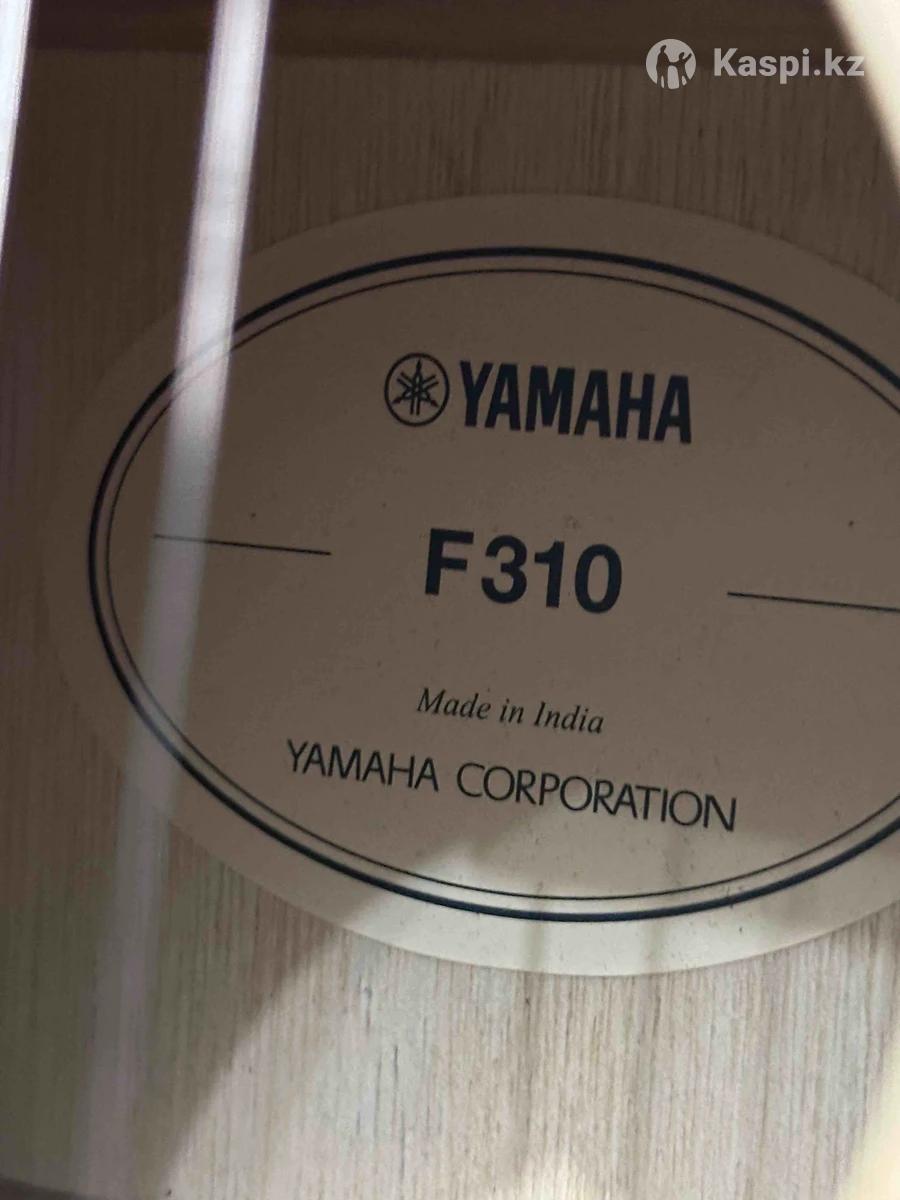 Kaspi.kz
YAMAHA
F310
Made in India
YAMAHA CORPORATION